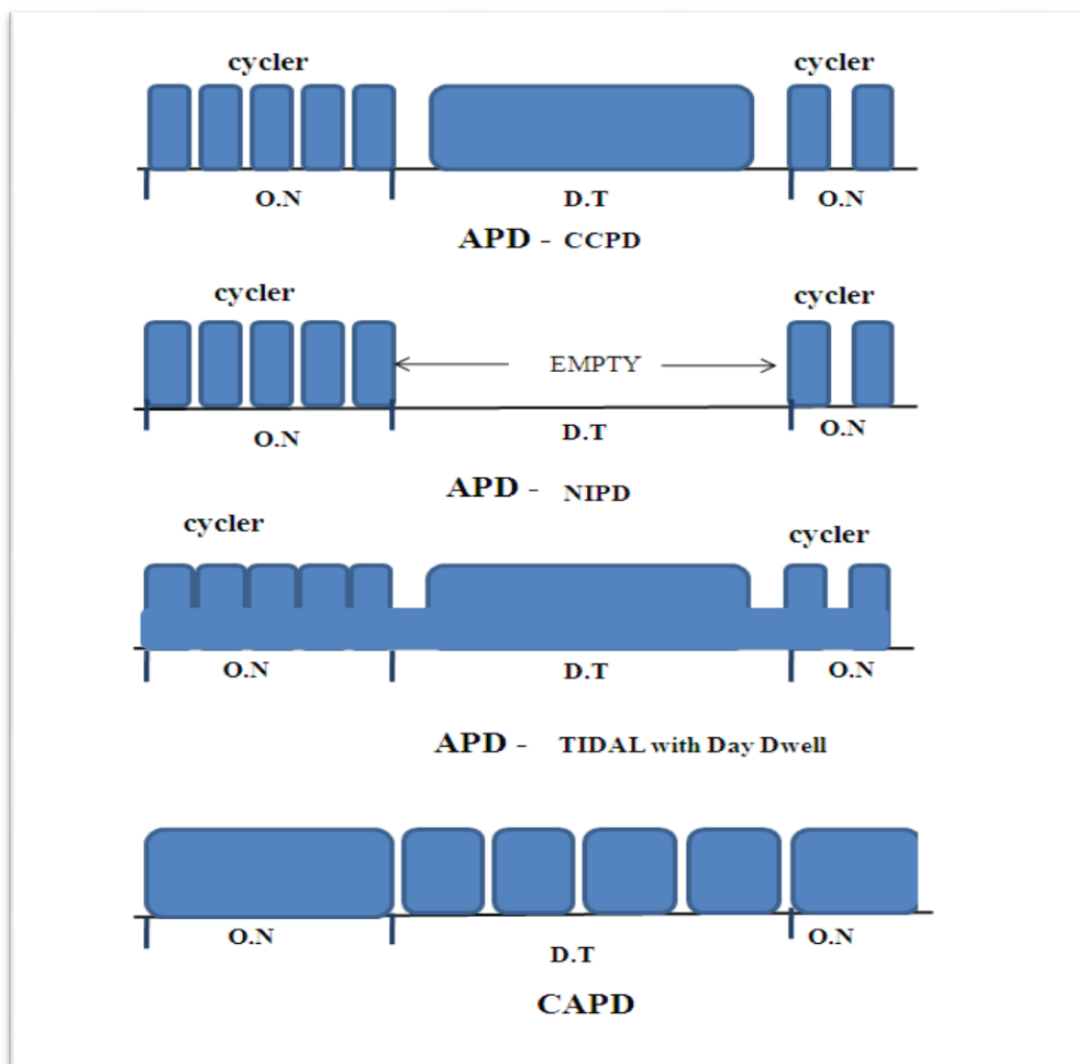 cycler cycler
O.N D.T O.N
APD - CCPD
cycler cycler
EMPTY
O.N D.T O.N
APD - NIPD
cycler cycler
O.N D.T O.N
APD - TIDAL with Day Dwell
O.N D.T O.N
CAPD